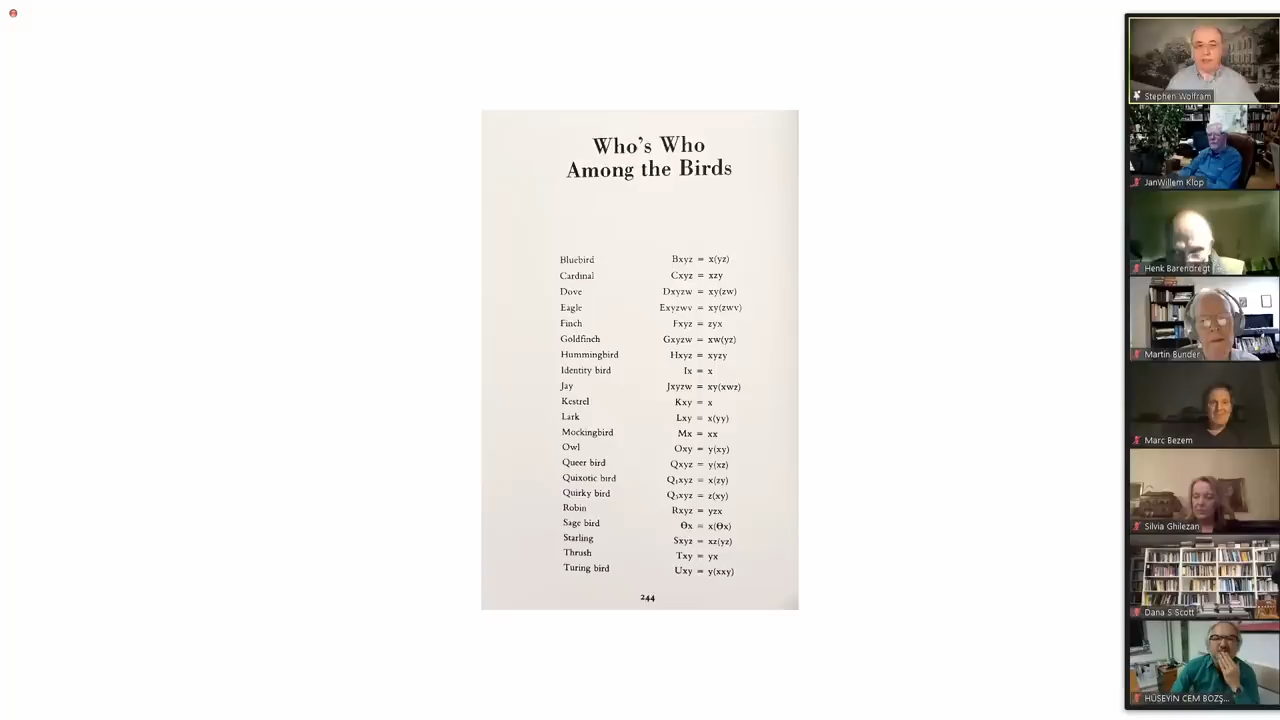 Who's Who
Among the Birds
Bluebird Bxyz = x(yz)
Cardinal Cxyz = xzy
Dove Dxyzw = xy(zw)
Eagle Exyzwv = xy(zwv)
Finch Fxyz = zyx
Goldfinch Gxyzw = xw(yz)
Hummingbird Hxyz = xyzy
Identity bird Ix = x
Jay Jxyzw = xy(xwz)
Kestrel Kxy = x
Lark Lxy = x(yy)
Mockingbird Mx = xx
Owl Oxy = y(xy)
Queer bird Qxyz = y(xz)
Quixotic bird Q₁xyz = x(zy)
Quirky bird Q₃xyz = z(xy)
Robin Rxyz = yzx
Sage bird Θx = x(Θx)
Starling Sxyz = xz(yz)
Thrush Txy = yx
Turing bird Uxy = y(xxy)
244
Stephen Wolfram
JanWillem Klop
Henk Barendregt
Martin Bunder
Marc Bezem
Silvia Ghilezan
Dana S Scott
HÜSEYİN CEM BOZŞ...